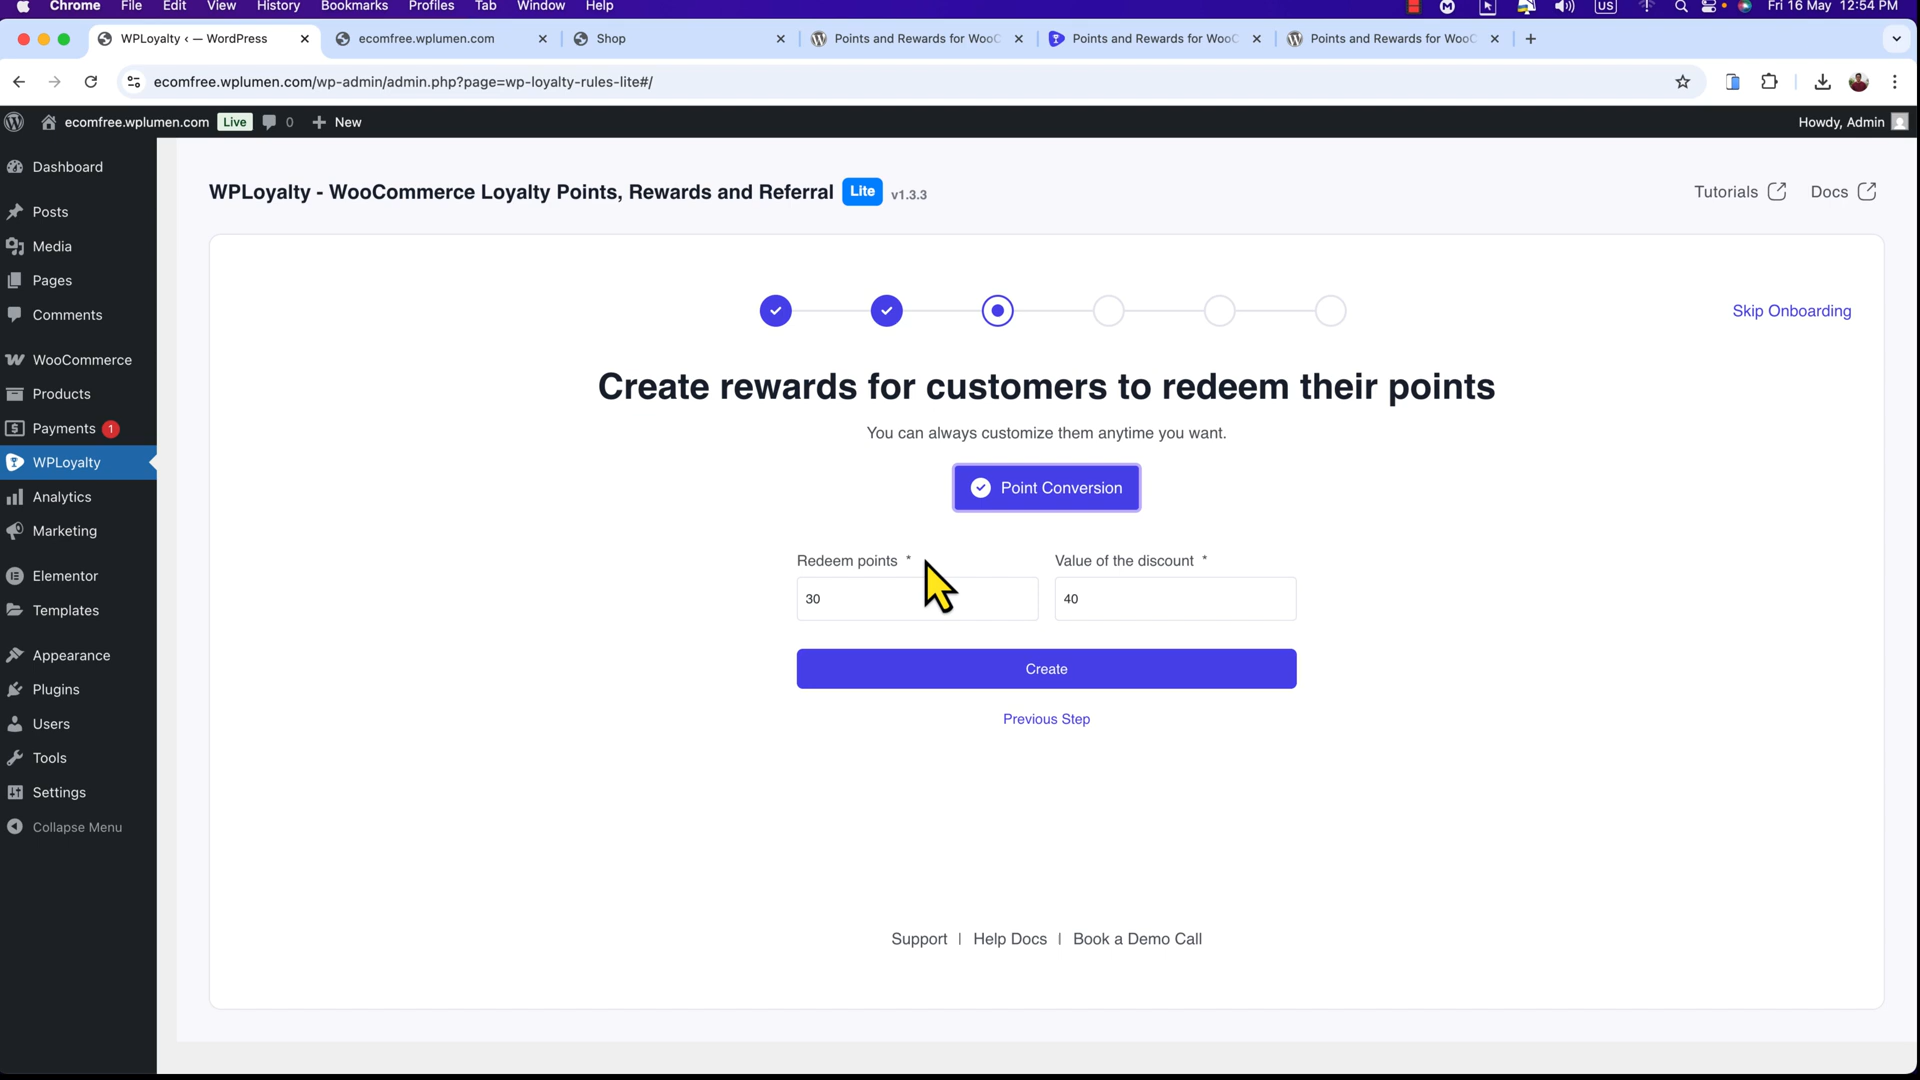 Chrome File Edit View History Bookmarks Profiles Tab Window Help US Fri 16 May 12:54 PM
WPLoyalty ‹ — WordPress ecomfree.wplumen.com Shop Points and Rewards for WooC Points and Rewards for WooC Points and Rewards for WooC
ecomfree.wplumen.com/wp-admin/admin.php?page=wp-loyalty-rules-lite#/
ecomfree.wplumen.com Live 0 New Howdy, Admin
Dashboard
Posts
Media
Pages
Comments
WooCommerce
Products
Payments 1
WPLoyalty
Analytics
Marketing
Elementor
Templates
Appearance
Plugins
Users
Tools
Settings
Collapse Menu
WPLoyalty - WooCommerce Loyalty Points, Rewards and Referral Lite v1.3.3
Tutorials Docs
Skip Onboarding
Create rewards for customers to redeem their points
You can always customize them anytime you want.
Point Conversion
Redeem points * Value of the discount *
30 40
Create
Previous Step
Support | Help Docs | Book a Demo Call